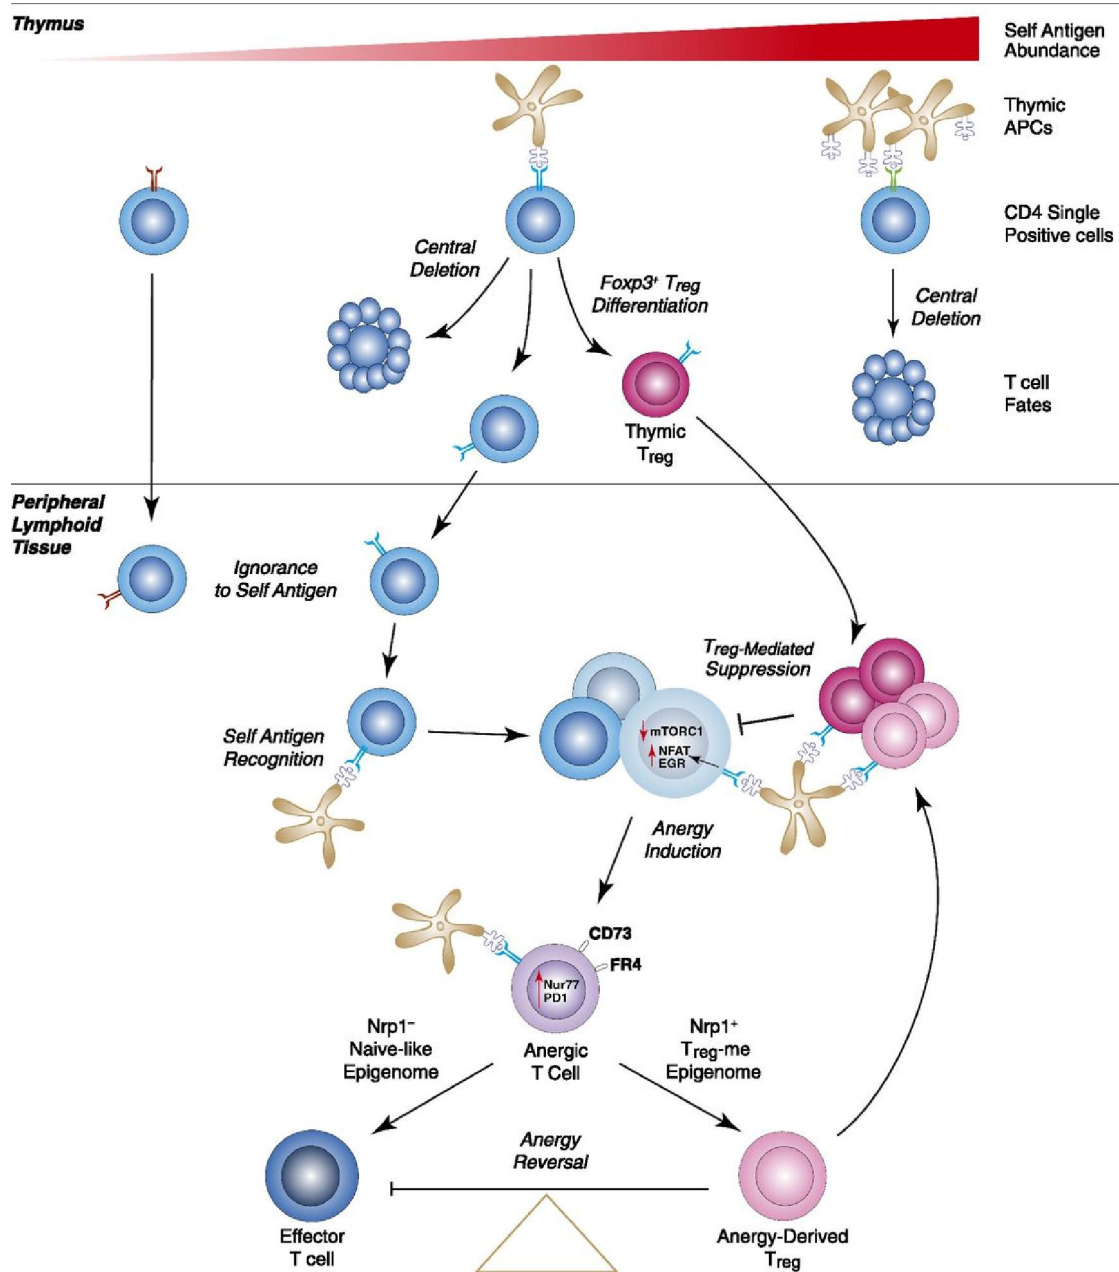 Thymus
Self Antigen
Abundance
Thymic
APCs
CD4 Single
Positive cells
Central
Deletion
Foxp3+ Treg
Differentiation
Central
Deletion
T cell
Fates
Thymic
Treg
Peripheral
Lymphoid
Tissue
Ignorance
to Self Antigen
Treg-Mediated
Suppression
Self Antigen
Recognition
mTORC1
NFAT
EGR
Anergy
Induction
CD73
FR4
Nur77
PD1
Nrp1−
Naive-like
Epigenome
Anergic
T Cell
Nrp1+
Treg-me
Epigenome
Anergy
Reversal
Effector
T cell
Anergy-Derived
Treg